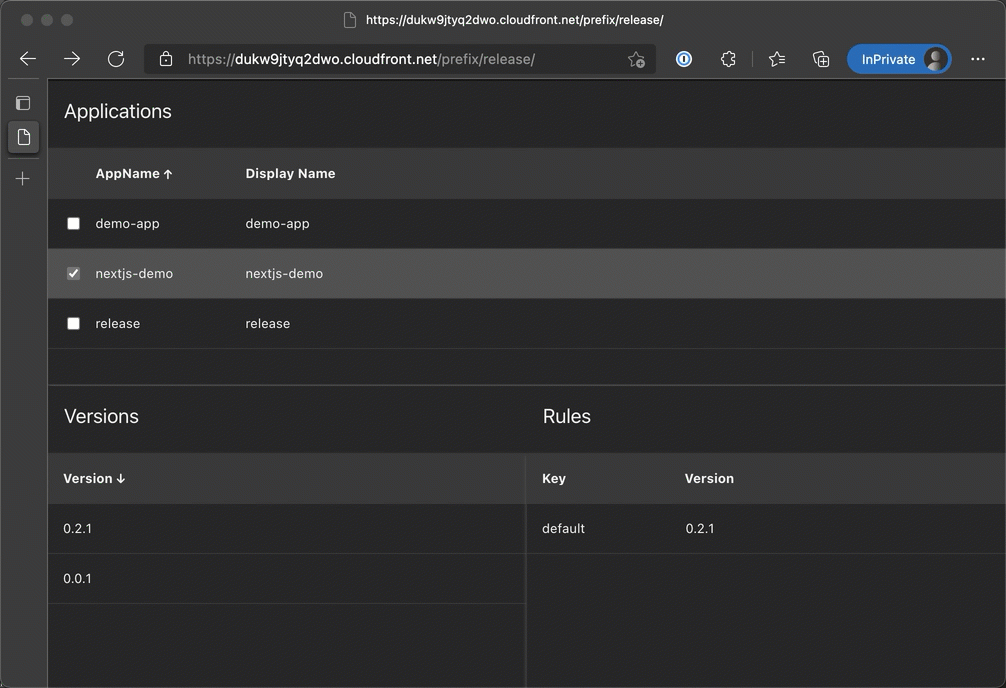 https://dukw9jtyq2dwo.cloudfront.net/prefix/release/
https://dukw9jtyq2dwo.cloudfront.net/prefix/release/
InPrivate
Applications
AppName Display Name
demo-app demo-app
nextjs-demo nextjs-demo
release release
Versions
Version
0.2.1
0.0.1
Rules
Key Version
default 0.2.1